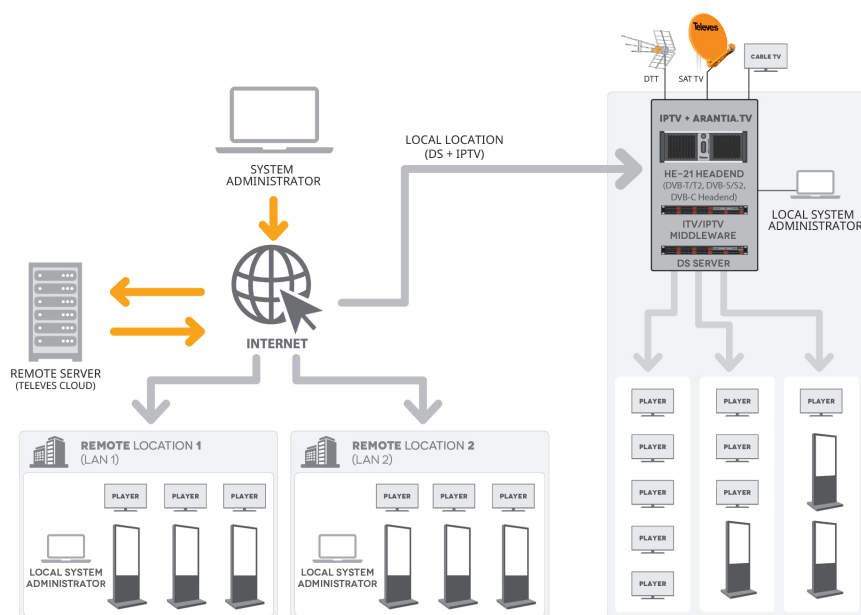 Televes
DTT
SAT TV
CABLE TV
IPTV + ARANTIA.TV
Televes
HE-21 HEADEND
(DVB-T/T2, DVB-S/S2,
DVB-C Headend)
ITV/IPTV
MIDDLEWARE
DS SERVER
LOCAL SYSTEM
ADMINISTRATOR
LOCAL LOCATION
(DS + IPTV)
SYSTEM
ADMINISTRATOR
INTERNET
REMOTE SERVER
(TELEVES CLOUD)
REMOTE LOCATION 1
(LAN 1)
PLAYER
PLAYER
PLAYER
LOCAL SYSTEM
ADMINISTRATOR
REMOTE LOCATION 2
(LAN 2)
PLAYER
PLAYER
PLAYER
LOCAL SYSTEM
ADMINISTRATOR
PLAYER
PLAYER
PLAYER
PLAYER
PLAYER
PLAYER
PLAYER
PLAYER
PLAYER